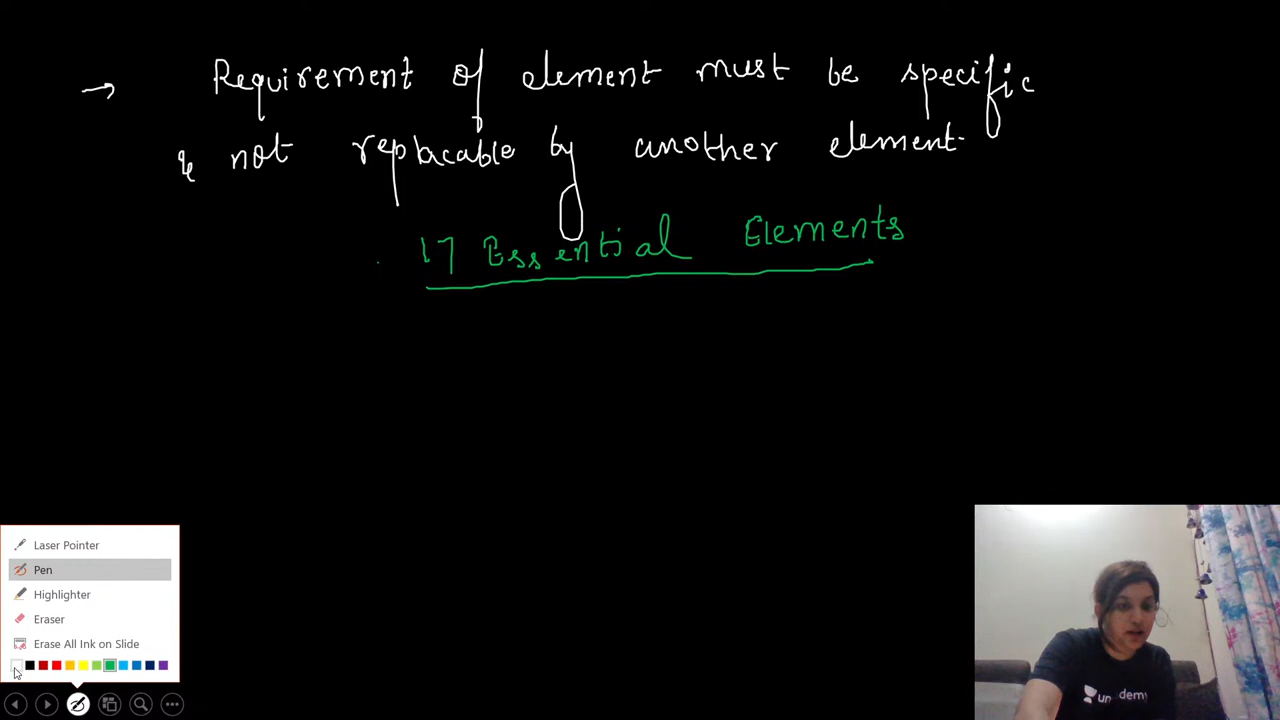 → Requirement of element must be specific
& not replacable by another element.
17 Essential Elements
Laser Pointer
Pen
Highlighter
Eraser
Erase All Ink on Slide
unacademy